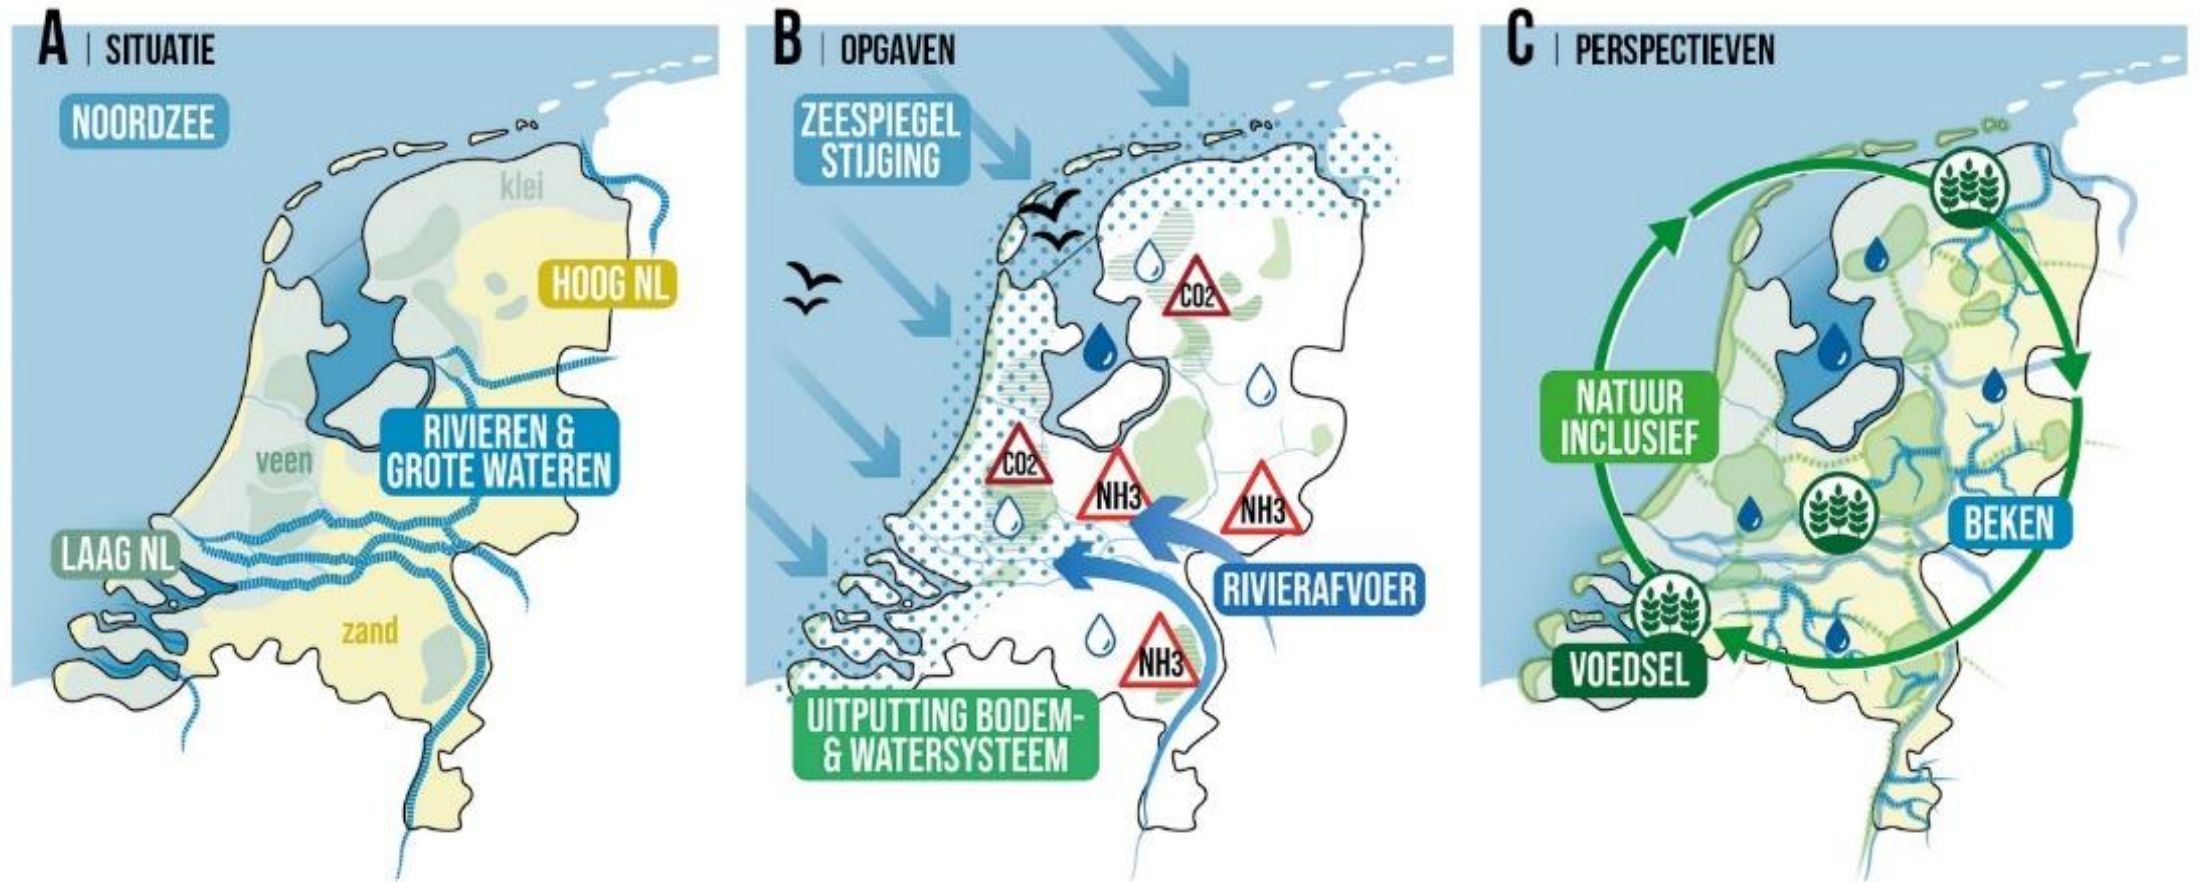 A | SITUATIE
NOORDZEE
klei
HOOG NL
RIVIEREN &
GROTE WATEREN
veen
LAAG NL
zand
B | OPGAVEN
ZEESPIEGEL
STIJGING
CO2
CO2
NH3
NH3
RIVIERAFVOER
NH3
UITPUTTING BODEM-
& WATERSYSTEEM
C | PERSPECTIEVEN
NATUUR
INCLUSIEF
BEKEN
VOEDSEL